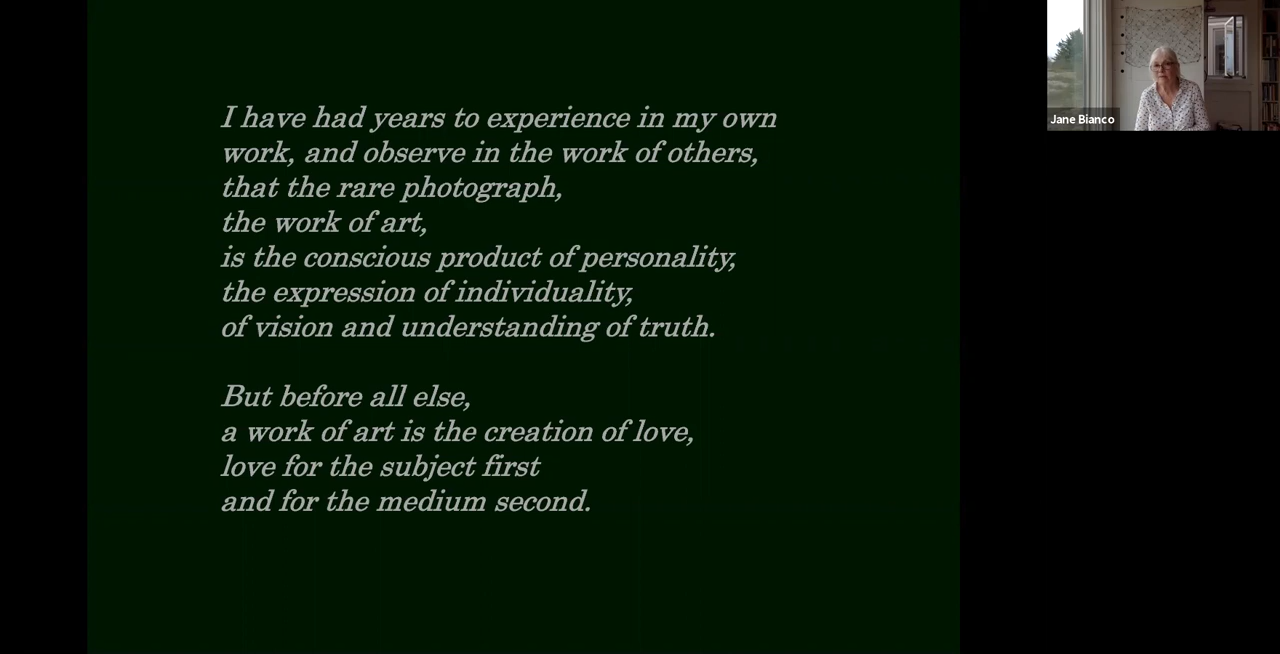 I have had years to experience in my own
work, and observe in the work of others,
that the rare photograph,
the work of art,
is the conscious product of personality,
the expression of individuality,
of vision and understanding of truth.
But before all else,
a work of art is the creation of love,
love for the subject first
and for the medium second.
Jane Bianco